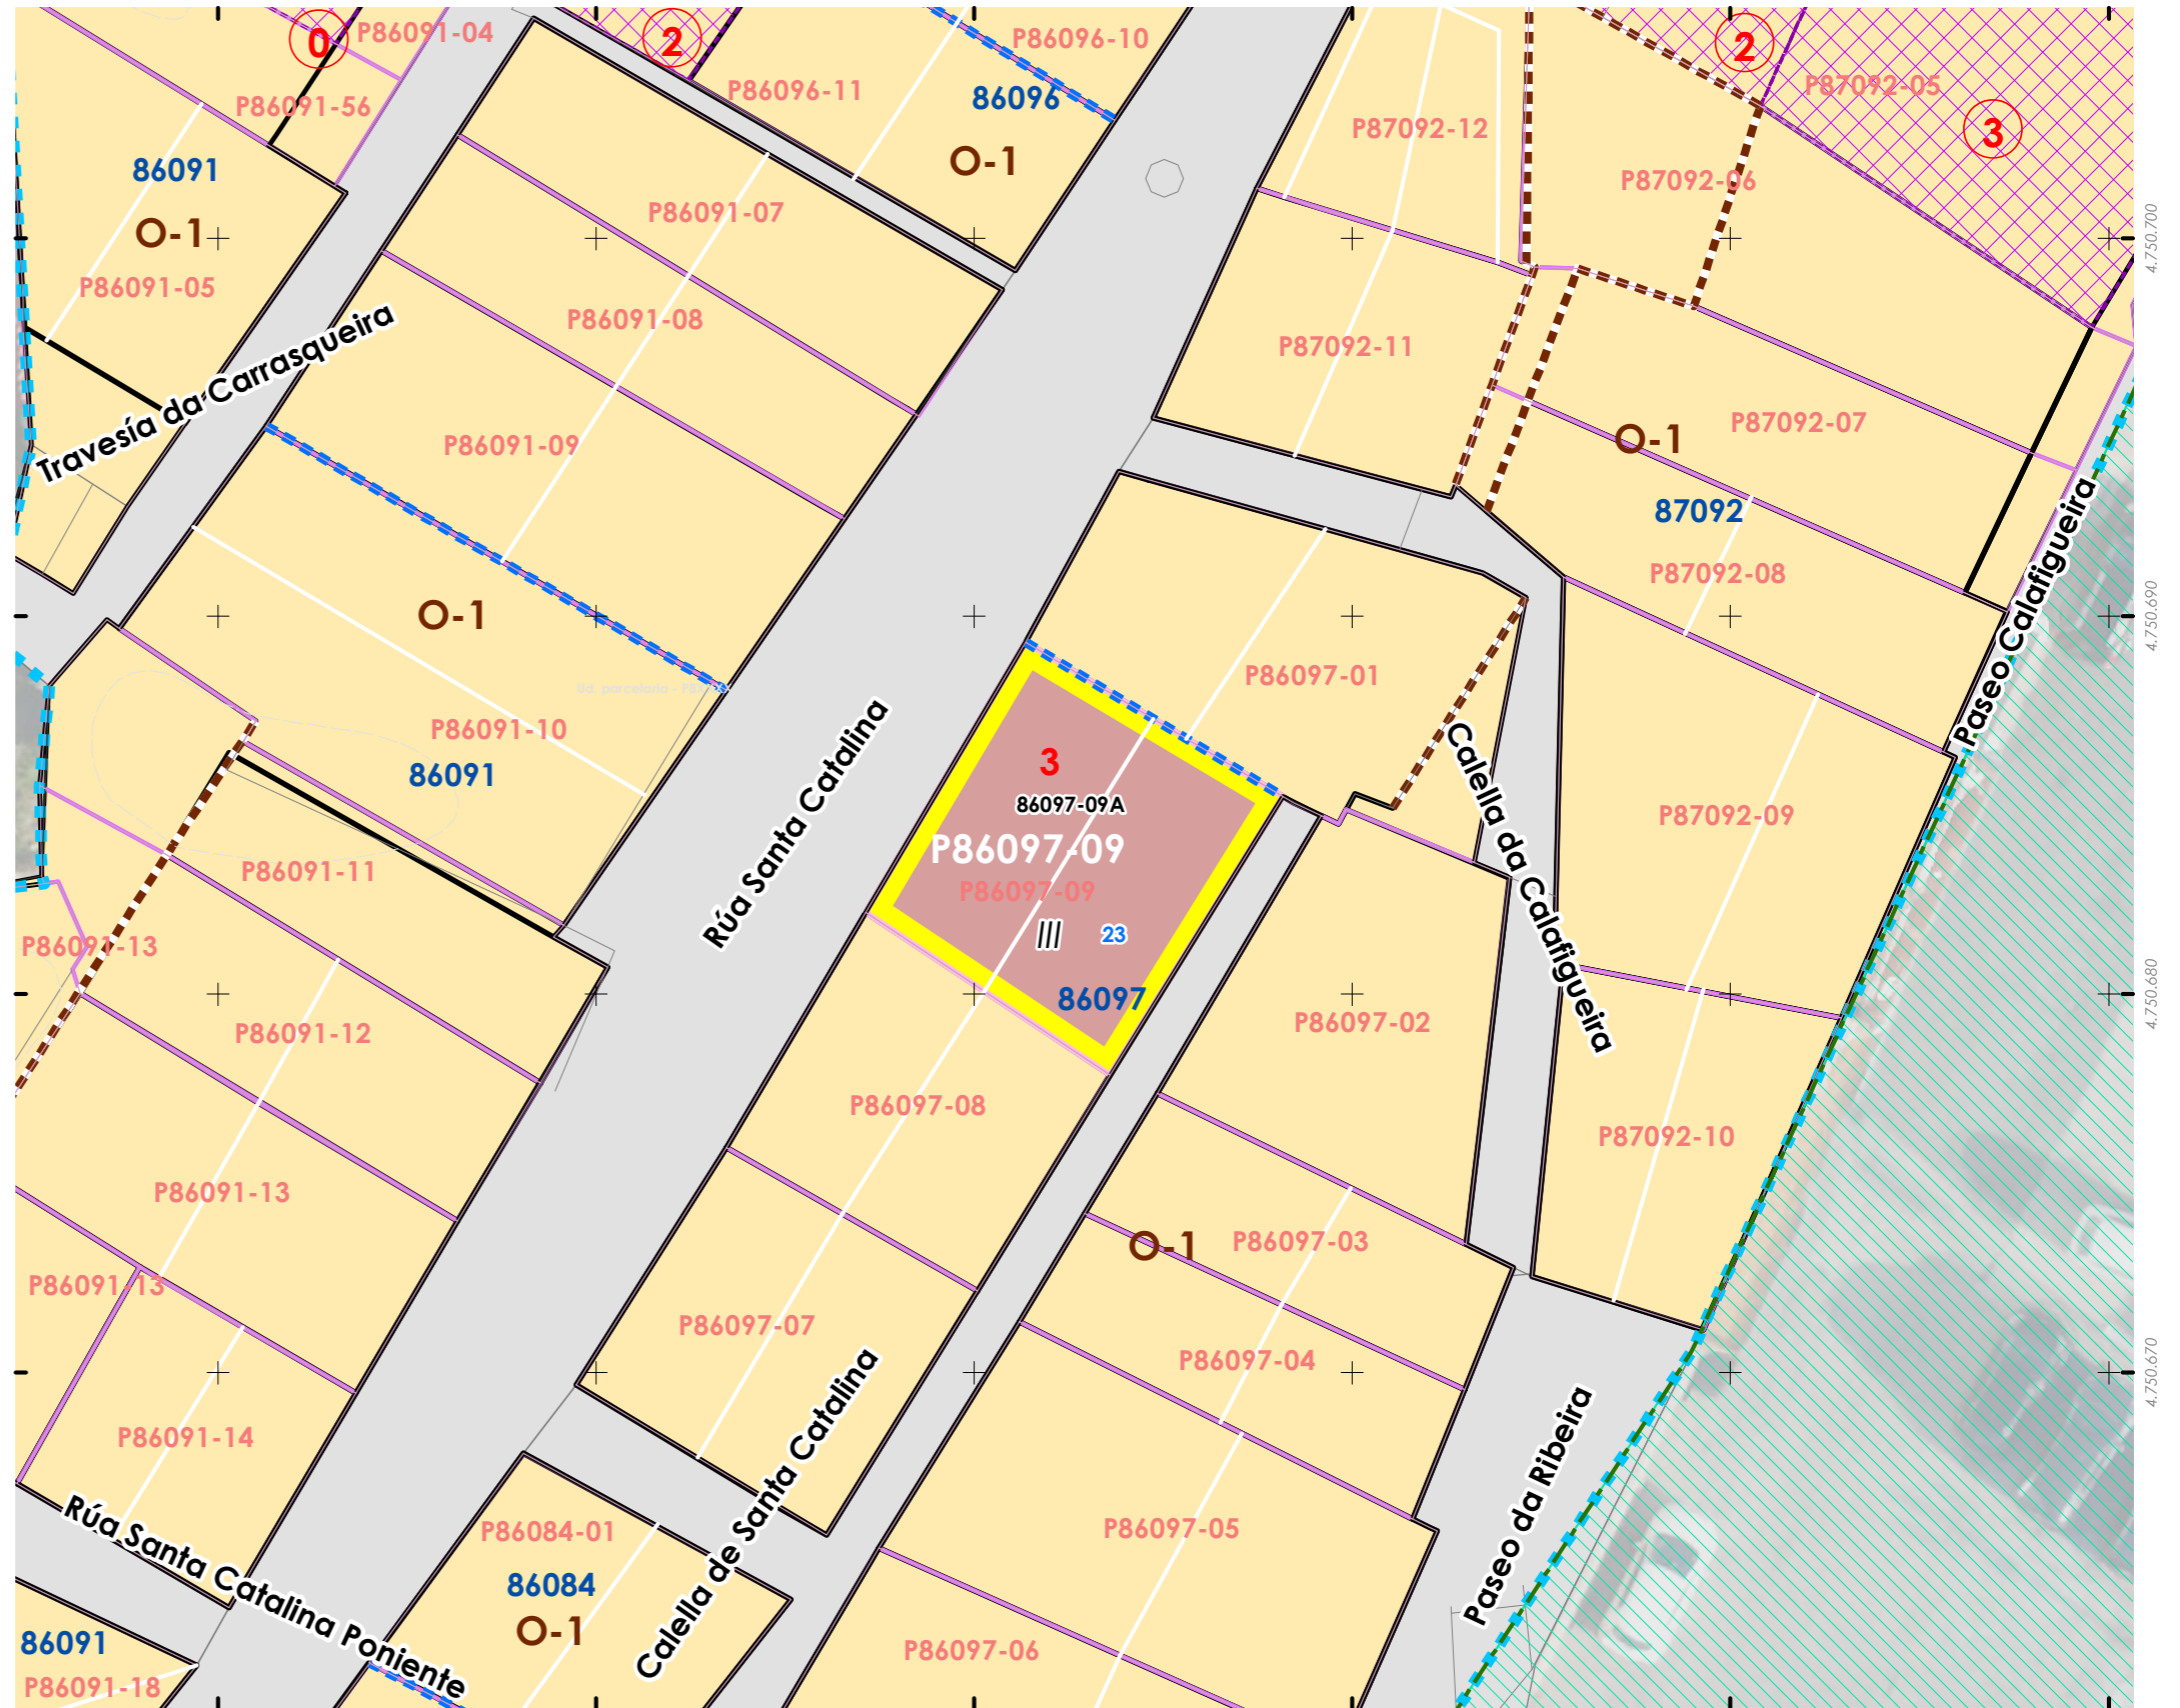 0
P86091-04
2
P86096-10
2
P87092-05
P86096-11
86096
P86091-56
P87092-12
3
86091
O-1
P87092-06
P86091-07
O-1
P86091-05
4.750.700
P86091-08
Travesía da Carrasqueira
P87092-11
P87092-07
P86091-09
O-1
87092
P87092-08
Paseo Calafigueira
O-1
4.750.690
P86097-01
P86091-10
86091
Rúa Santa Catalina
3
86097-09A
P86097-09
P86097-09
III
23
86097
Calella da Calafigueira
P87092-09
P86091-11
P86091-13
P86091-12
P86097-02
4.750.680
P86097-08
P87092-10
P86091-13
P86097-03
O-1
P86091-13
P86097-07
P86097-04
4.750.670
P86091-14
Calella de Santa Catalina
Paseo da Ribeira
Rúa Santa Catalina Poniente
P86084-01
86084
O-1
P86097-05
86091
P86091-18
P86097-06